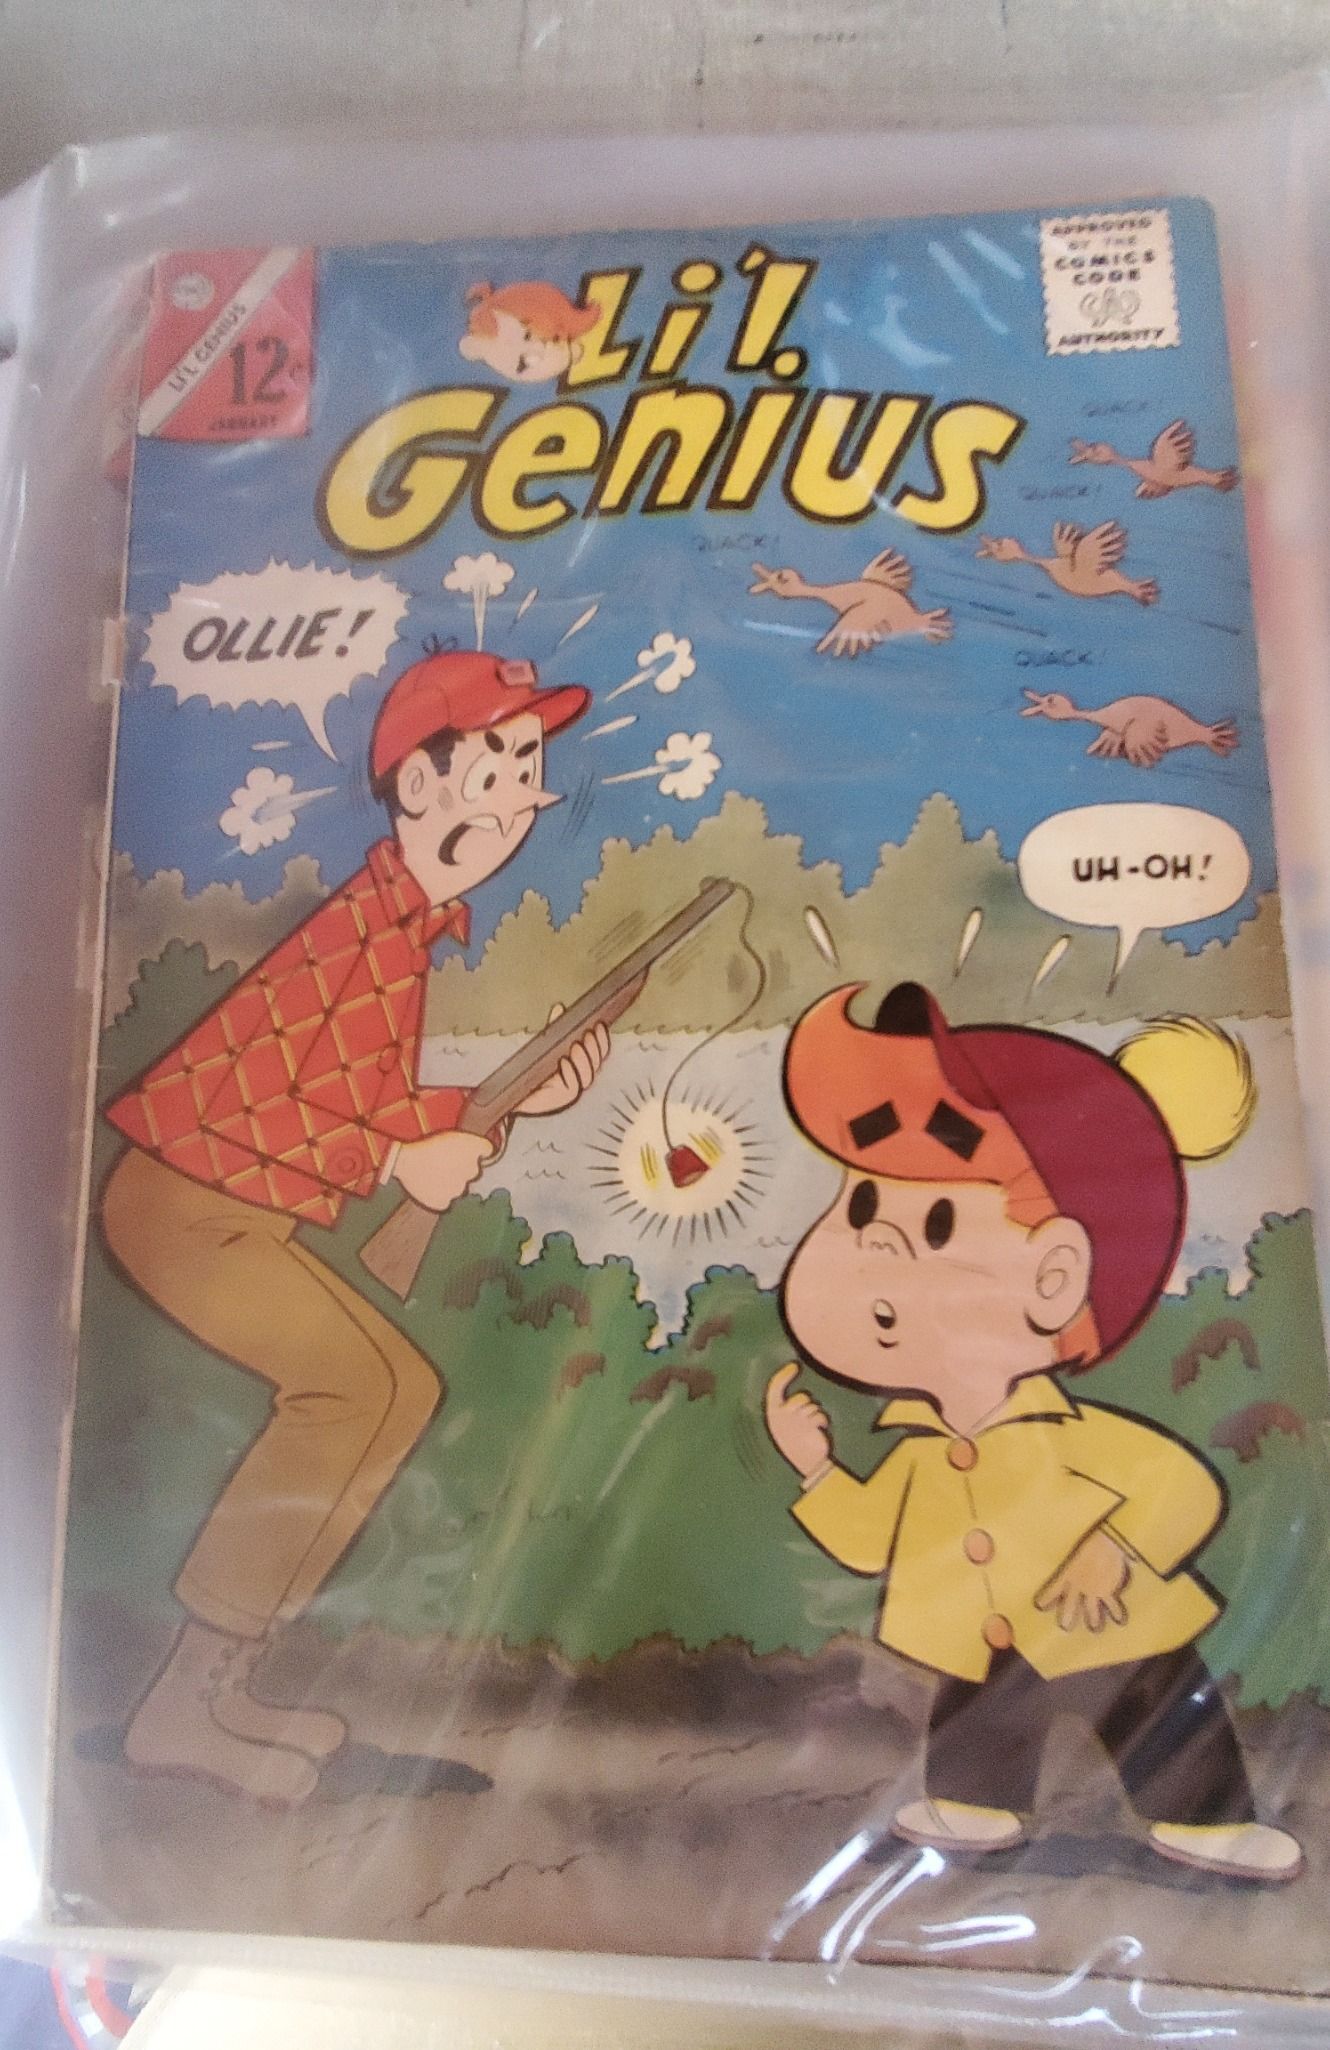 LI'L GENIUS
12¢
JANUARY
Li'l.
Genius
APPROVED
BY THE
COMICS
CODE
AUTHORITY
QUACK!
QUACK!
QUACK!
QUACK!
OLLIE!
UH-OH!